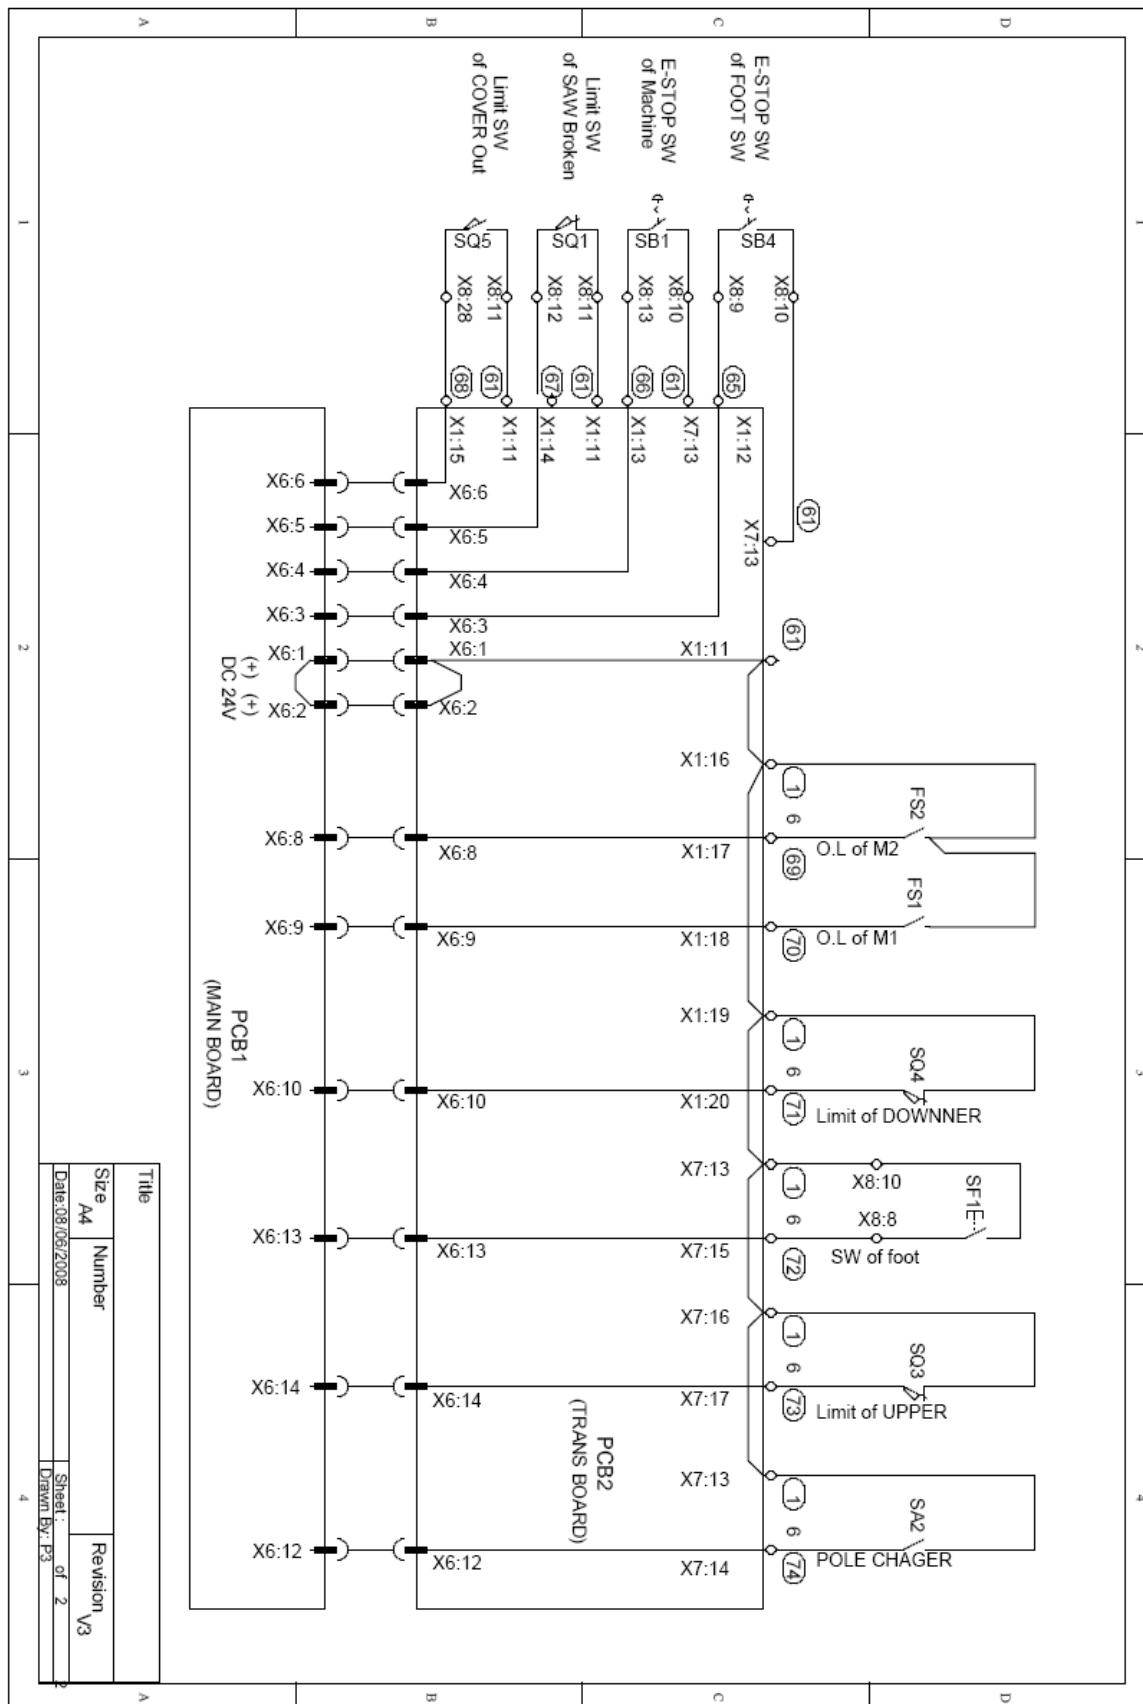 A
B
C
D
E-STOP SW
of FOOT SW
E-STOP SW
of Machine
Limit SW
of SAW Broken
Limit SW
of COVER Out
1
1
SQ5
SQ1
SB1
SB4
X8:28
X8:11
X8:12
X8:11
X8:13
X8:10
X8:9
X8:10
68
61
67
61
66
61
65
X1:15
X1:11
X1:14
X1:11
X1:13
X7:13
X1:12
X6:6
X6:6
61
X6:5
X6:5
X7:13
X6:4
X6:4
X6:3
X6:3
2
2
X6:1
X6:1
X1:11
61
(+) (+)
DC 24V
X6:2
X6:2
X1:16
1 6
FS2
X6:8
X6:8
X1:17
69
O.L of M2
FS1
X6:9
X6:9
X1:18
70
O.L of M1
PCB1
(MAIN BOARD)
X1:19
1 6
3
3
SQ4
X6:10
X6:10
X1:20
71
Limit of DOWNNER
X7:13
1 6
X8:10
SF1
X8:8
X6:13
X6:13
X7:15
72
SW of foot
X7:16
1 6
SQ3
X6:14
X6:14
X7:17
73
Limit of UPPER
PCB2
(TRANS BOARD)
X7:13
1 6
4
4
SA2
X6:12
X6:12
X7:14
74
POLE CHAGER
Title
Size
A4
Number
Revision
V3
Date:08/06/2008
Sheet : of 2
2
Drawn By: P3
A
B
C
D